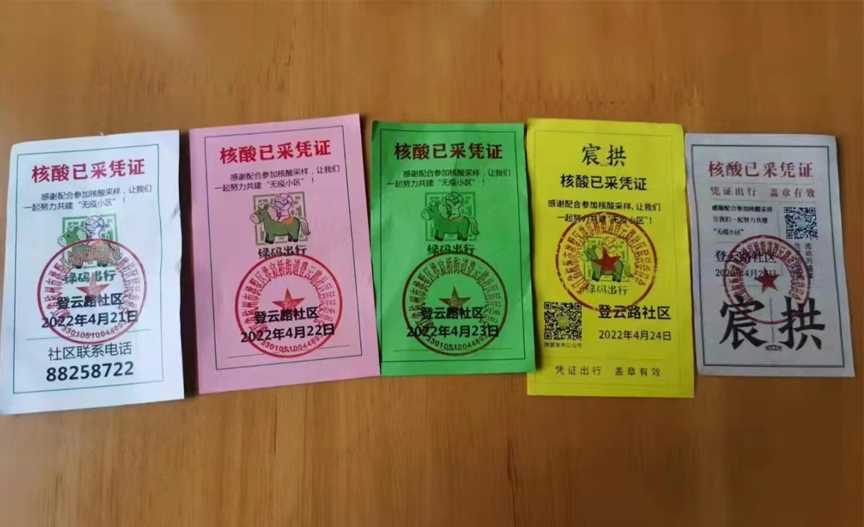 核酸已采凭证
感谢配合参加核酸采样，让我们
一起努力共建“无疫小区”！
绿码出行
登云路社区
2022年4月21日
社区联系电话
88258722
核酸已采凭证
感谢配合参加核酸采样，让我们
一起努力共建“无疫小区”！
绿码出行
登云路社区
2022年4月22日
核酸已采凭证
感谢配合参加核酸采样，让我们
一起努力共建“无疫小区”！
绿码出行
登云路社区
2022年4月23日
宸拱
核酸已采凭证
感谢配合参加核酸采样，让我们
一起努力共建“无疫小区”！
绿码出行
登云路社区
2022年4月24日
凭证出行 盖章有效
核酸已采凭证
凭证出行 盖章有效
感谢配合参加核酸采样
让我们一起努力共建
“无疫小区”
登云路社区
宸拱